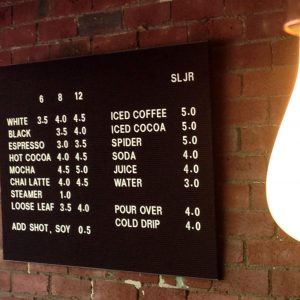 SLJR
6 8 12
WHITE 3.5 4.0 4.5
BLACK 3.5 4.0
ESPRESSO 3.5 4.0
HOT COCOA 4.0 4.5
MOCHA 4.5 5.0
CHAI LATTE 4.0 4.5
STEAMER 1.0
LOOSE LEAF 3.5 4.0
ADD SHOT, SOY 0.5
ICED COFFEE 5.0
ICED COCOA 5.0
SPIDER 5.0
SODA 4.0
JUICE 4.0
WATER 3.0
POUR OVER 4.0
COLD DRIP 4.0